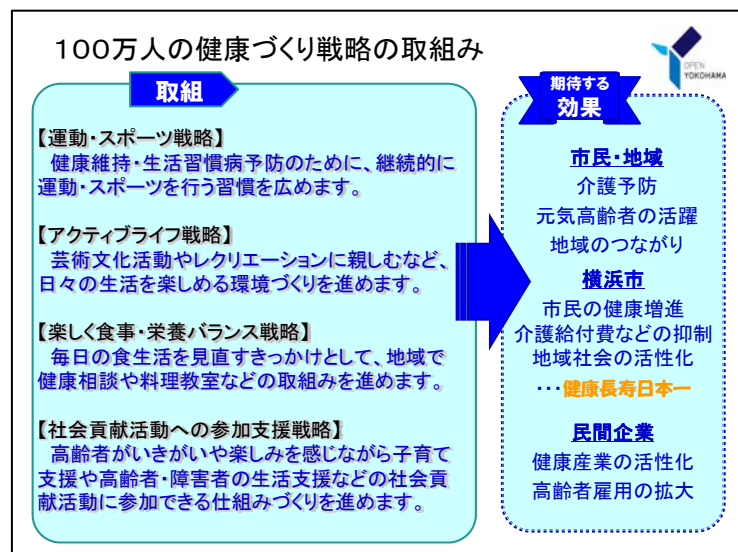 100万人の健康づくり戦略の取組み
OPEN
YOKOHAMA
取組
【運動・スポーツ戦略】
健康維持・生活習慣病予防のために、継続的に
運動・スポーツを行う習慣を広めます。
【アクティブライフ戦略】
芸術文化活動やレクリエーションに親しむなど、
日々の生活を楽しめる環境づくりを進めます。
【楽しく食事・栄養バランス戦略】
毎日の食生活を見直すきっかけとして、地域で
健康相談や料理教室などの取組みを進めます。
【社会貢献活動への参加支援戦略】
高齢者がいきがいや楽しみを感じながら子育て
支援や高齢者・障害者の生活支援などの社会貢
献活動に参加できる仕組みづくりを進めます。
期待する
効果
市民・地域
介護予防
元気高齢者の活躍
地域のつながり
横浜市
市民の健康増進
介護給付費などの抑制
地域社会の活性化
・・・健康長寿日本一
民間企業
健康産業の活性化
高齢者雇用の拡大